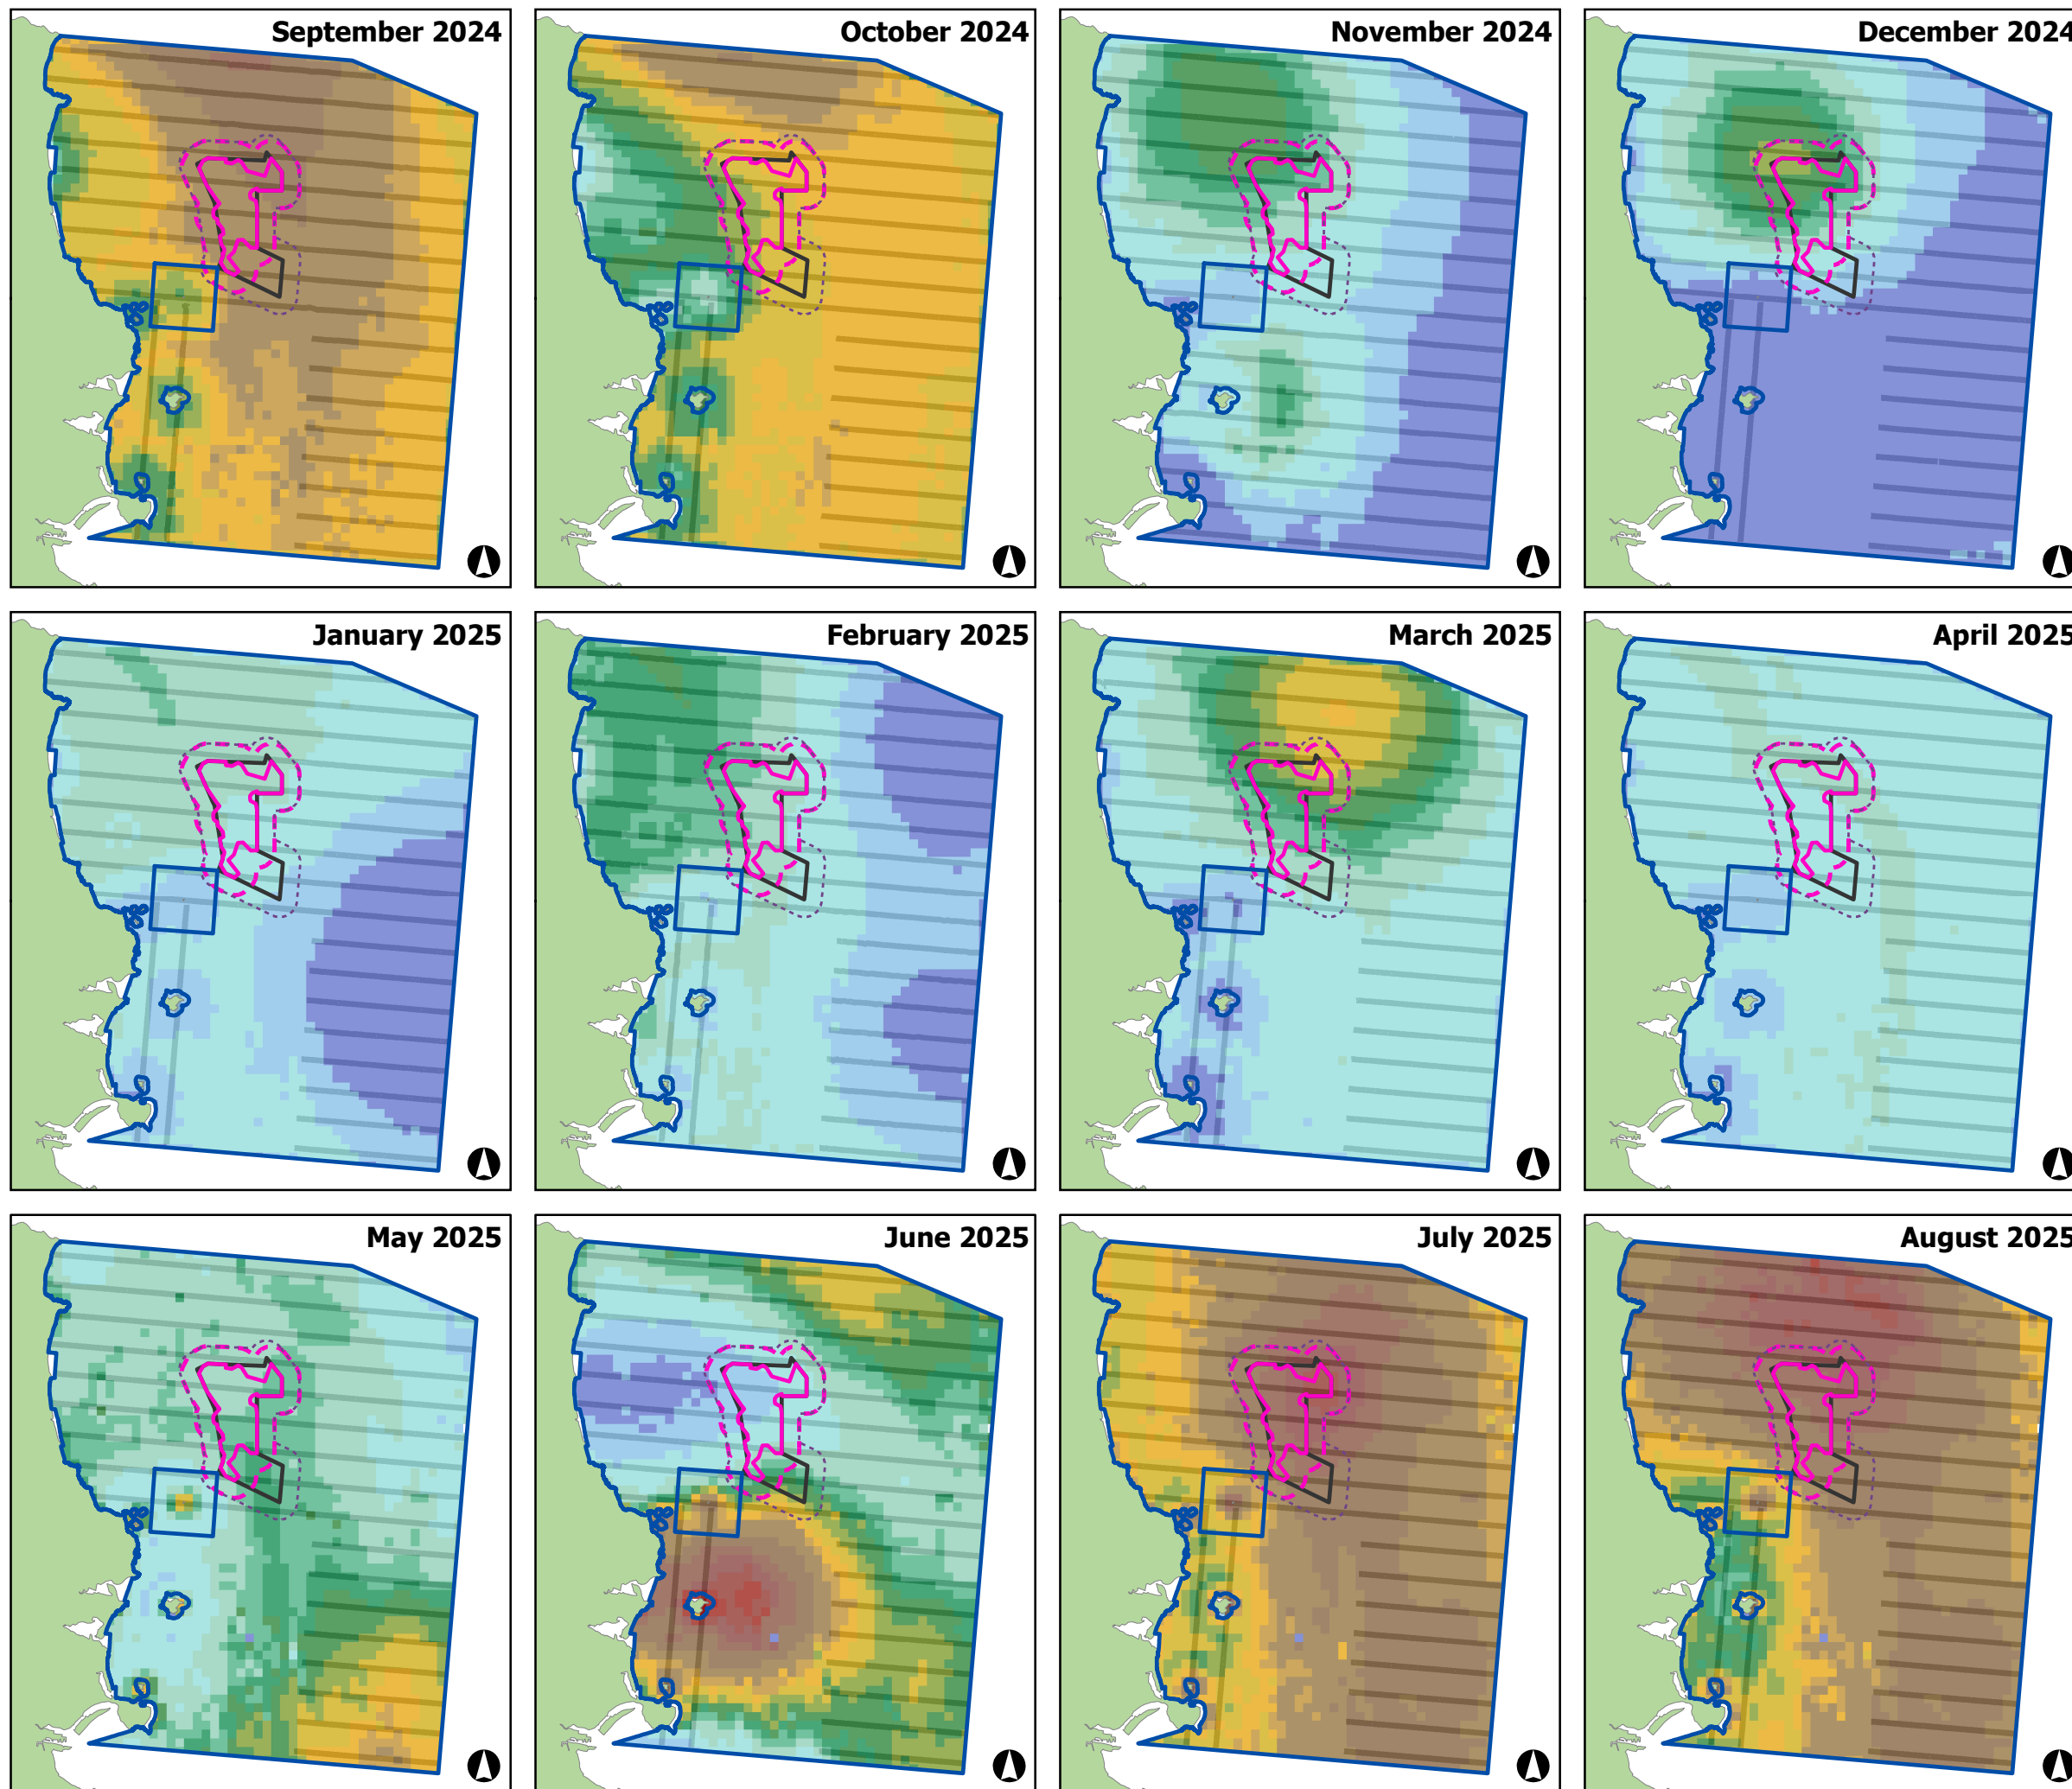 September 2024
October 2024
November 2024
December 2024
January 2025
February 2025
March 2025
April 2025
May 2025
June 2025
July 2025
August 2025